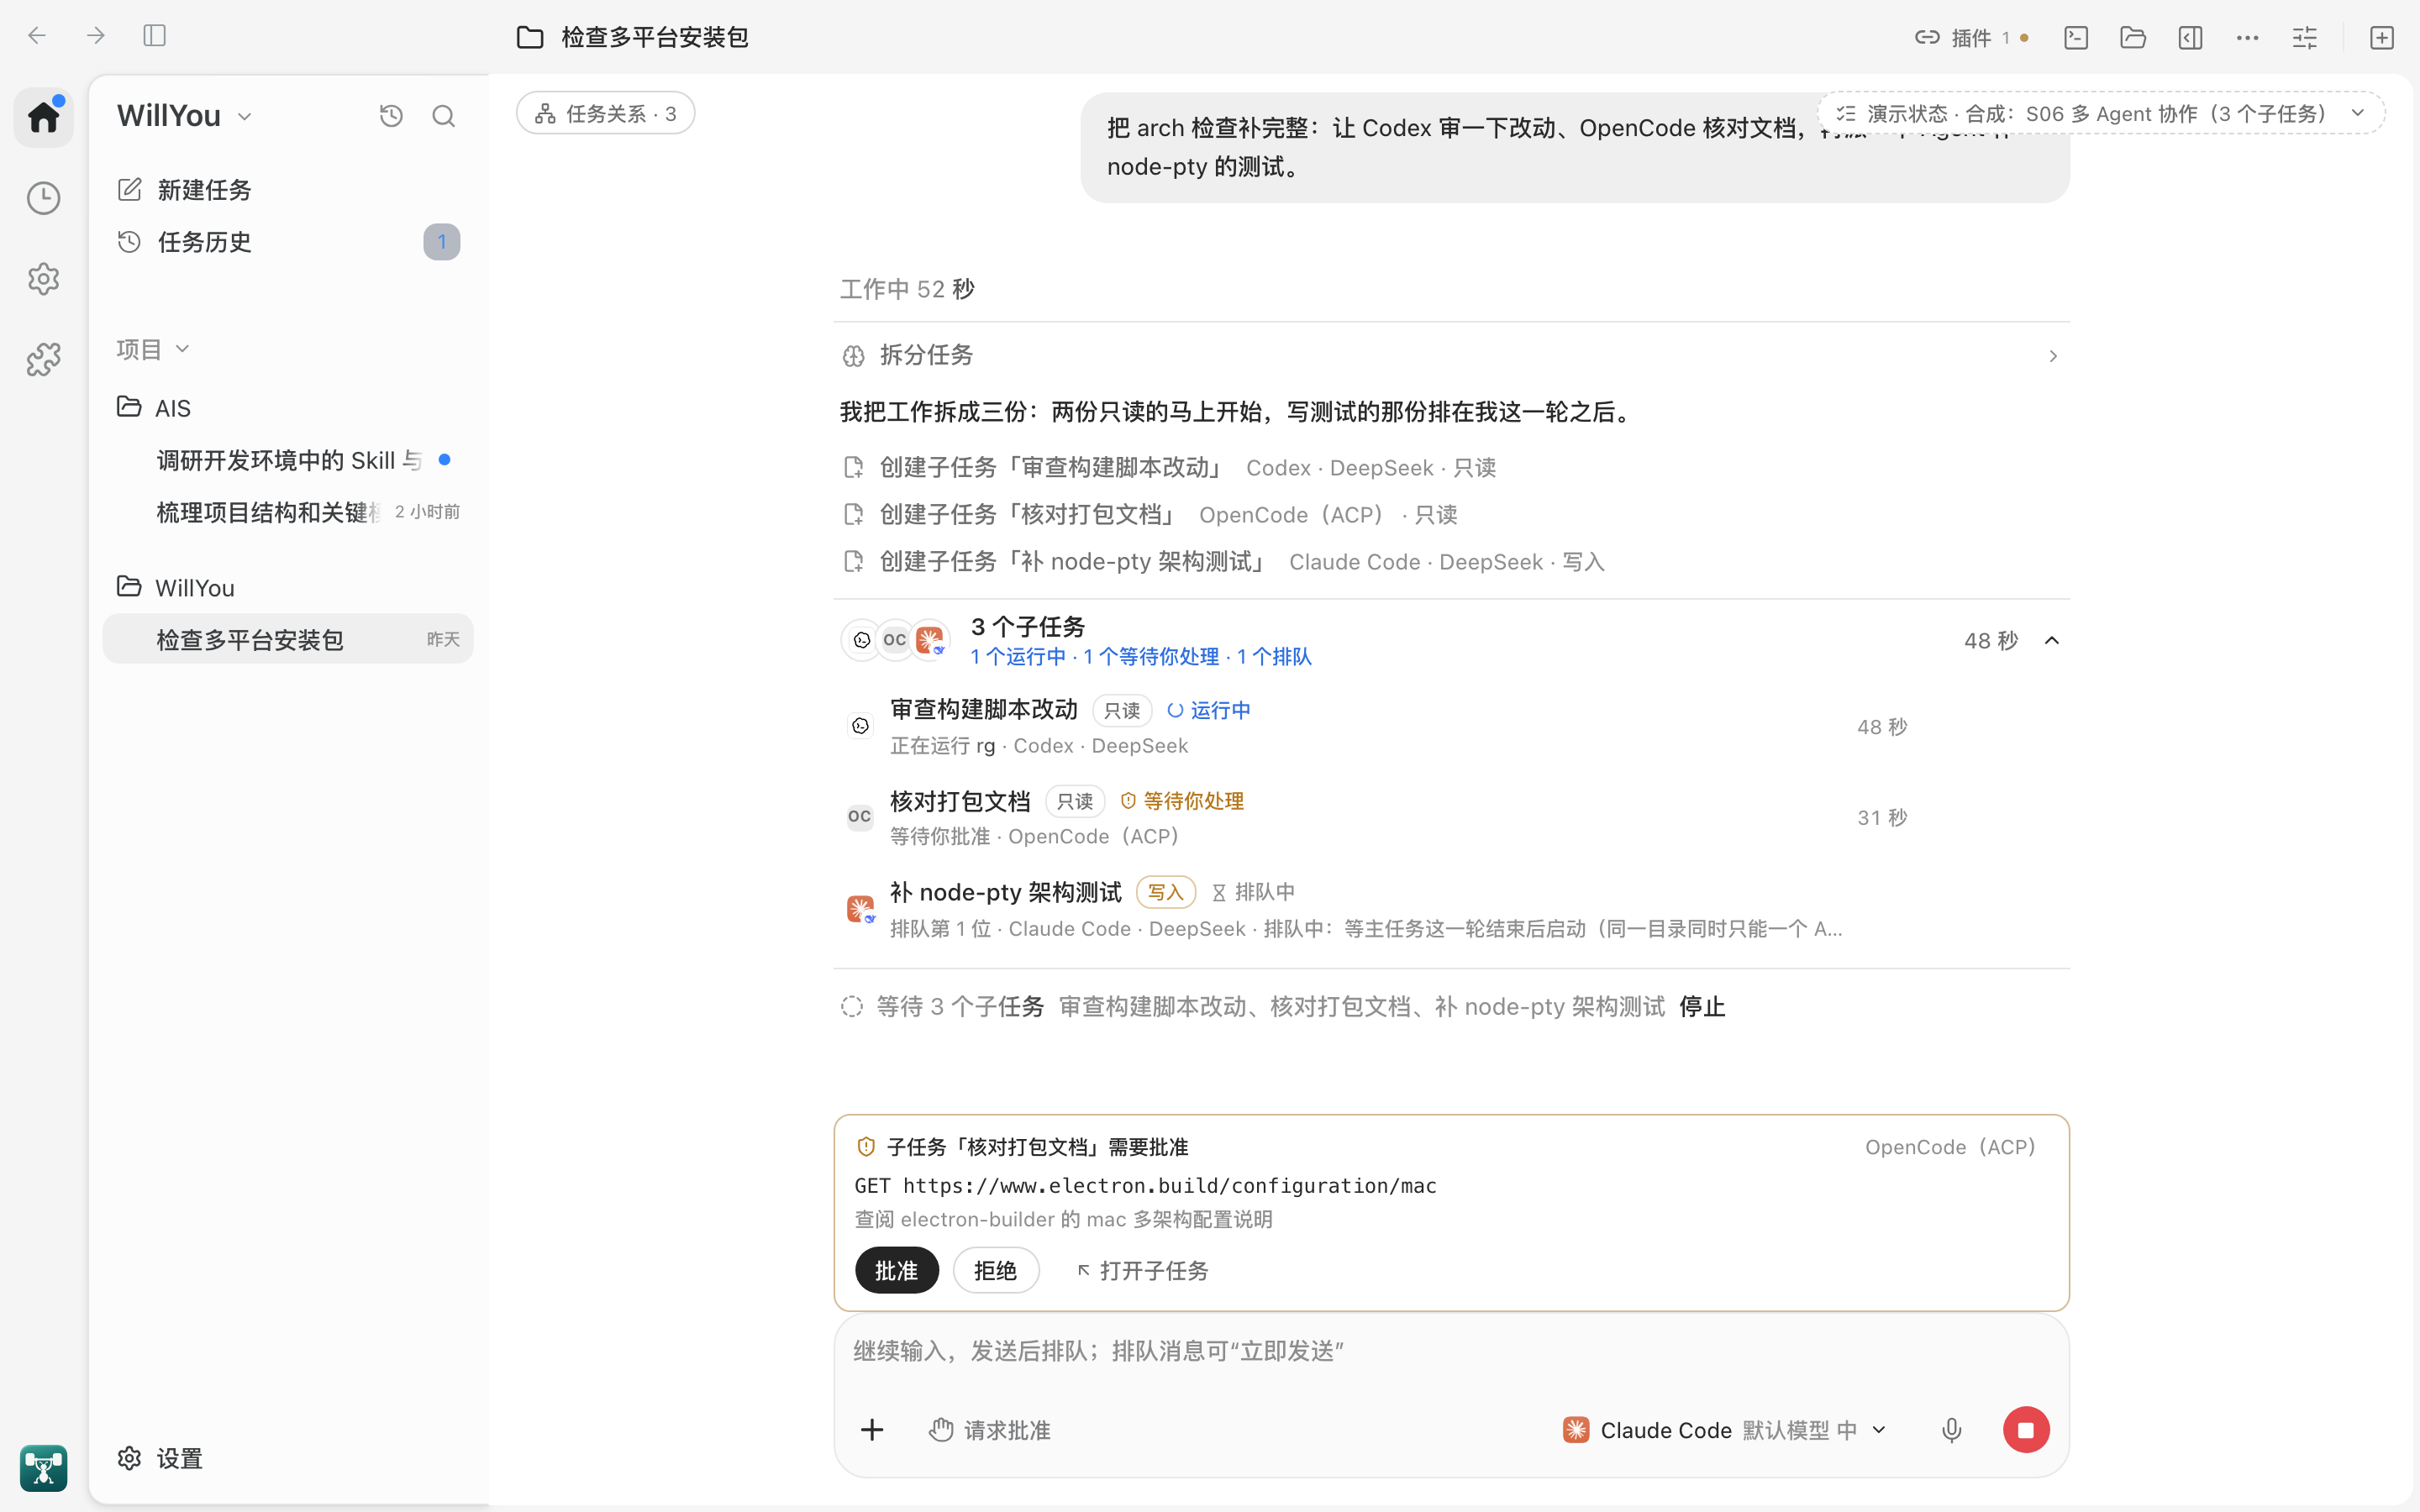 检查多平台安装包
插件 1
WillYou
新建任务
任务历史 1
项目
AIS
调研开发环境中的 Skill 与
梳理项目结构和关键 2 小时前
WillYou
检查多平台安装包 昨天
设置
任务关系 · 3
演示状态 · 合成：S06 多 Agent 协作（3 个子任务）
把 arch 检查补完整：让 Codex 审一下改动、OpenCode 核对文档，
node-pty 的测试。
工作中 52 秒
拆分任务
我把工作拆成三份：两份只读的马上开始，写测试的那份排在我这一轮之后。
创建子任务「审查构建脚本改动」 Codex · DeepSeek · 只读
创建子任务「核对打包文档」 OpenCode（ACP） · 只读
创建子任务「补 node-pty 架构测试」 Claude Code · DeepSeek · 写入
OC
3 个子任务
1 个运行中 · 1 个等待你处理 · 1 个排队
48 秒
审查构建脚本改动 只读 运行中
正在运行 rg · Codex · DeepSeek
48 秒
OC
核对打包文档 只读 等待你处理
等待你批准 · OpenCode（ACP）
31 秒
补 node-pty 架构测试 写入 排队中
排队第 1 位 · Claude Code · DeepSeek · 排队中：等主任务这一轮结束后启动（同一目录同时只能一个 A...
等待 3 个子任务 审查构建脚本改动、核对打包文档、补 node-pty 架构测试 停止
子任务「核对打包文档」需要批准 OpenCode（ACP）
GET https://www.electron.build/configuration/mac
查阅 electron-builder 的 mac 多架构配置说明
批准 拒绝 打开子任务
继续输入，发送后排队；排队消息可“立即发送”
请求批准 Claude Code 默认模型 中